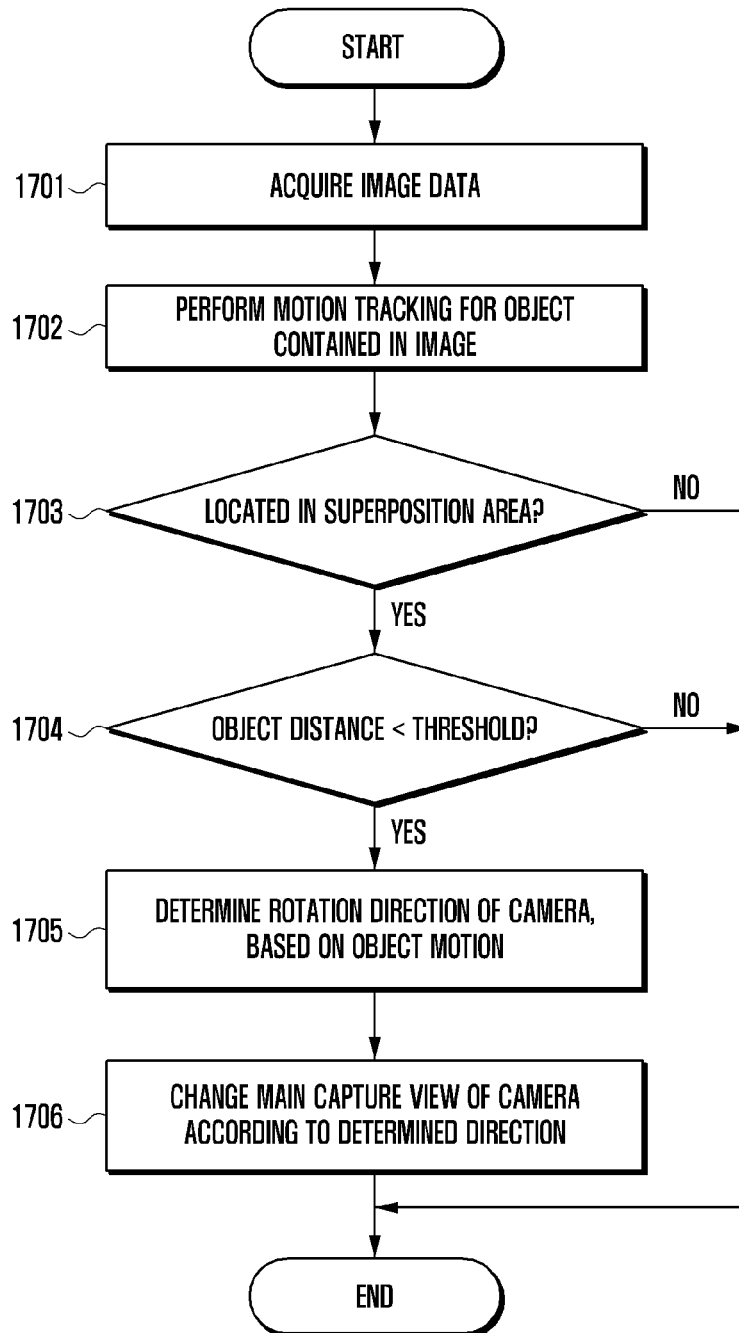 START
1701
ACQUIRE IMAGE DATA
1702
PERFORM MOTION TRACKING FOR OBJECT
CONTAINED IN IMAGE
1703
LOCATED IN SUPERPOSITION AREA?
NO
YES
1704
OBJECT DISTANCE < THRESHOLD?
NO
YES
1705
DETERMINE ROTATION DIRECTION OF CAMERA,
BASED ON OBJECT MOTION
1706
CHANGE MAIN CAPTURE VIEW OF CAMERA
ACCORDING TO DETERMINED DIRECTION
END